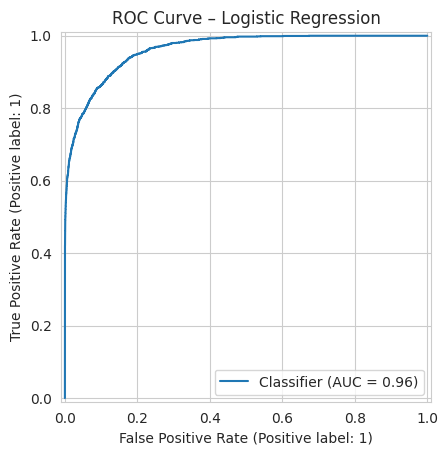 ROC Curve – Logistic Regression
True Positive Rate (Positive label: 1)
1.0
0.8
0.6
0.4
0.2
0.0
Classifier (AUC = 0.96)
0.0 0.2 0.4 0.6 0.8 1.0
False Positive Rate (Positive label: 1)